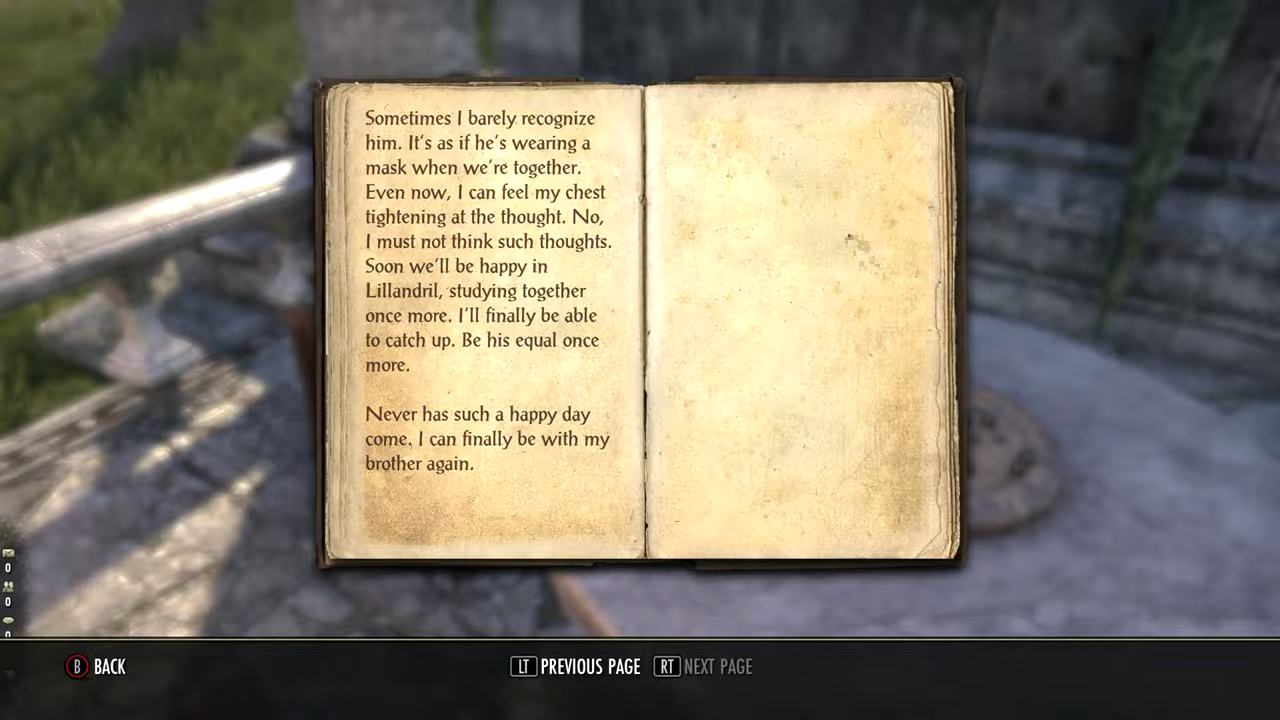 Sometimes I barely recognize
him. It's as if he's wearing a
mask when we're together.
Even now, I can feel my chest
tightening at the thought. No,
I must not think such thoughts.
Soon we'll be happy in
Lillandril, studying together
once more. I'll finally be able
to catch up. Be his equal once
more.
Never has such a happy day
come. I can finally be with my
brother again.
0
0
0
B BACK
LT PREVIOUS PAGE RT NEXT PAGE